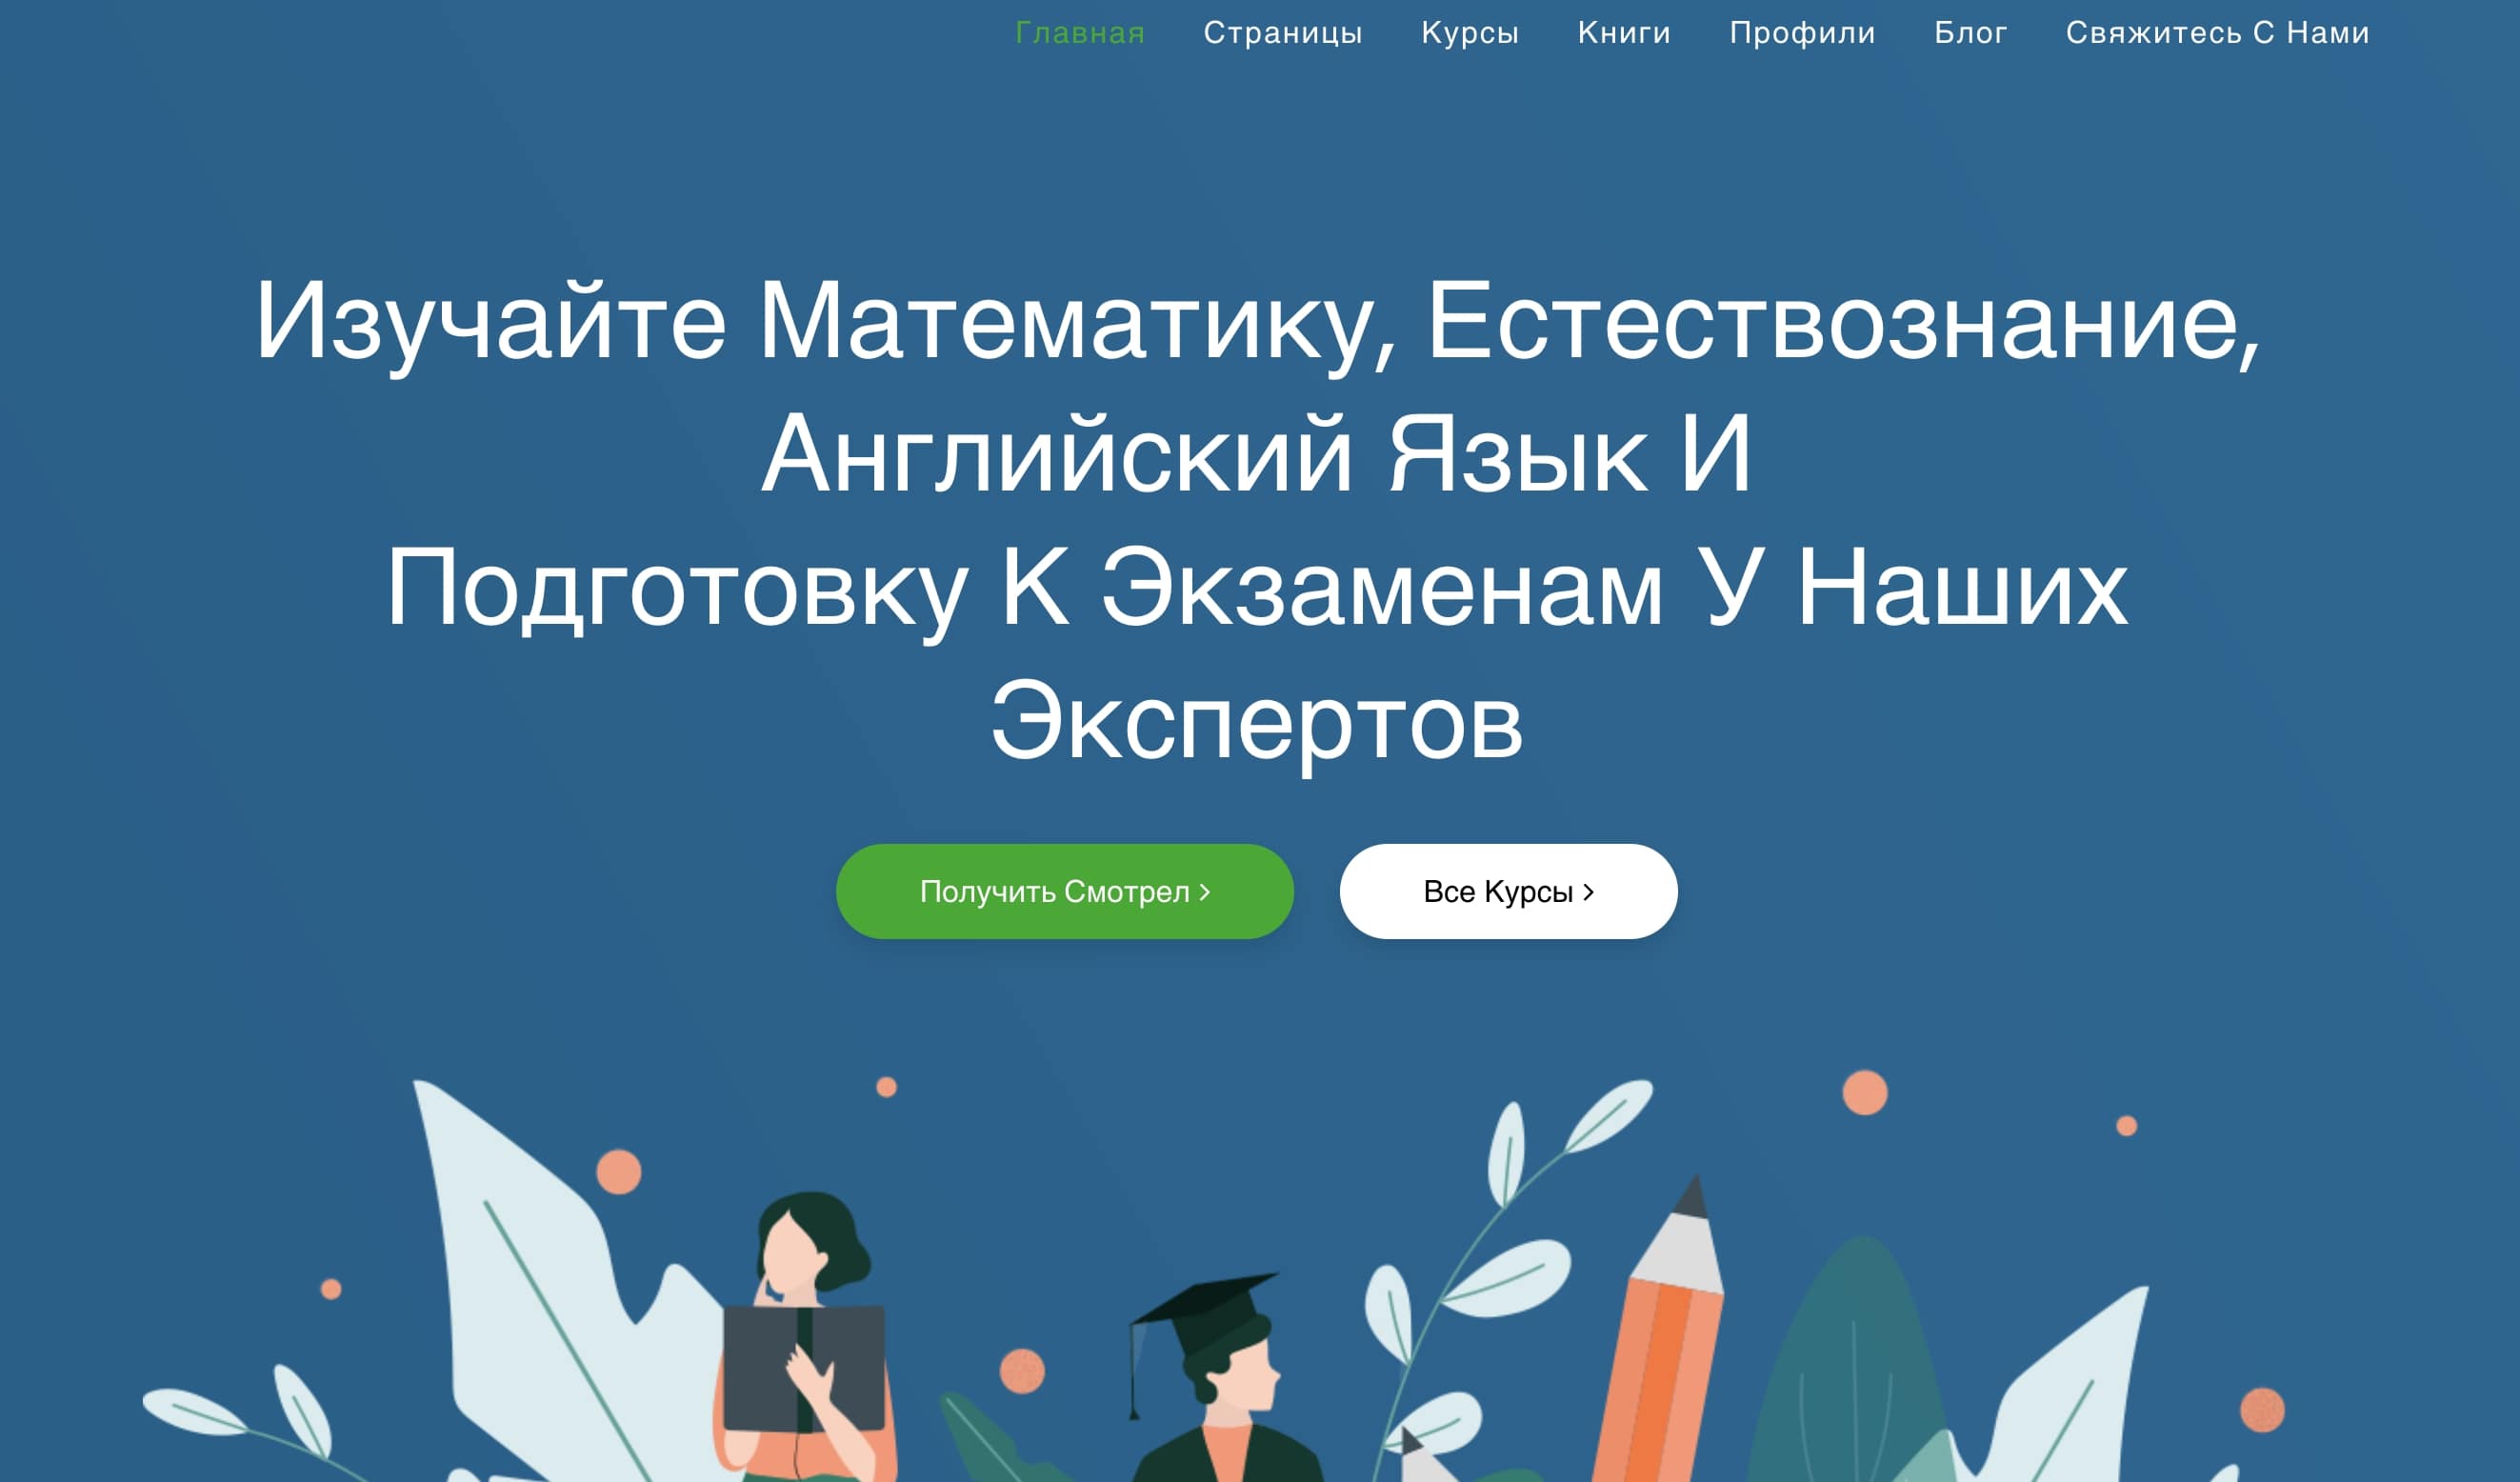 Главная Страницы Курсы Книги Профили Блог Свяжитесь С Нами
Изучайте Математику, Естествознание,
Английский Язык И
Подготовку К Экзаменам У Наших
Экспертов
Получить Смотрел >
Все Курсы >